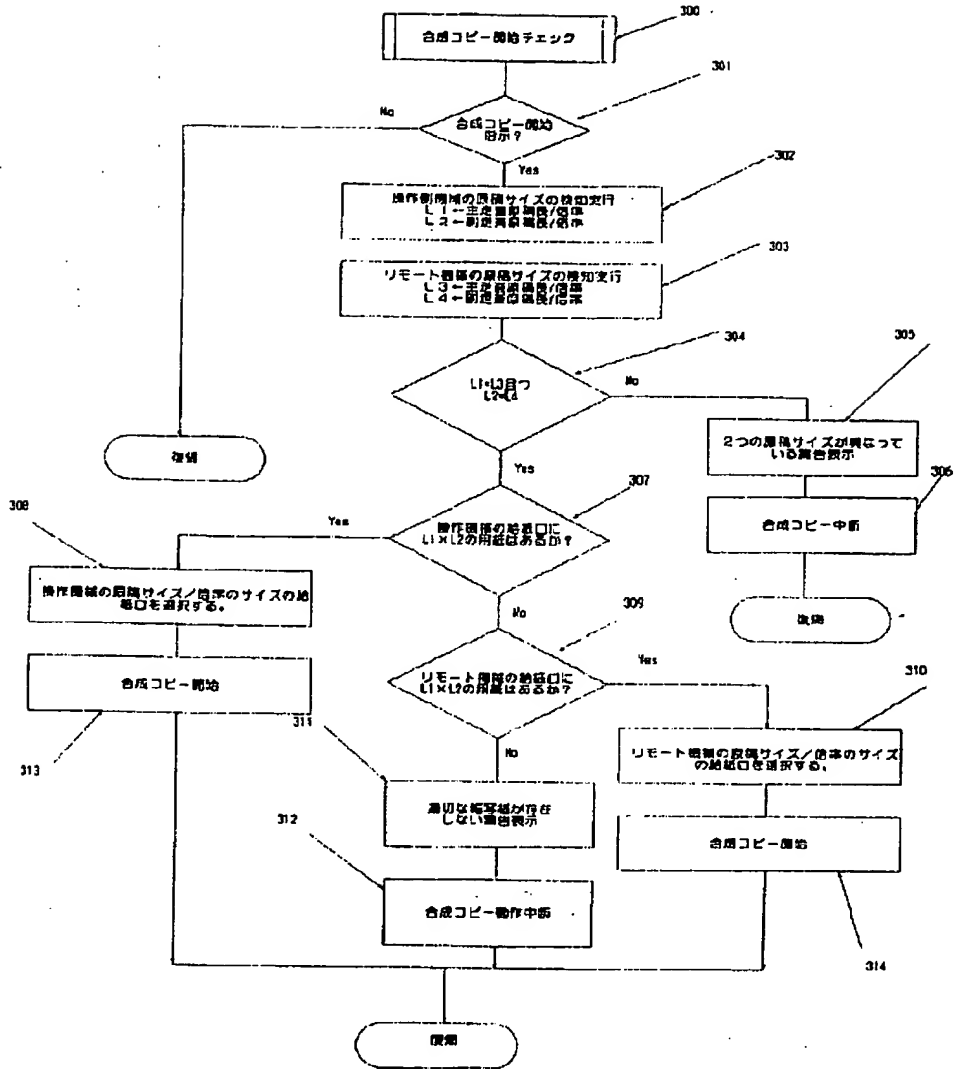 300
合成コピー開始チェック
301
No
合成コピー開始
指示?
Yes
302
操作側機械の原稿サイズの検知実行
L1←主走査原稿長/倍率
L2←副走査原稿長/倍率
303
リモート機械の原稿サイズの検知実行
L3←主走査原稿長/倍率
L4←副走査原稿長/倍率
304
L1=L3且つ
L2=L4
No
305
復帰
2つの原稿サイズが異なって
いる警告表示
Yes
306
307
308
Yes
操作機械の給紙口に
L1×L2の用紙はあるか?
合成コピー中断
操作機械の原稿サイズ/倍率のサイズの給
紙口を選択する。
No
309
復帰
合成コピー開始
リモート機械の給紙口に
L1×L2の用紙はあるか?
Yes
310
311
313
No
リモート機械の原稿サイズ/倍率のサイズ
の給紙口を選択する。
312
適切な転写紙が存在
しない警告表示
合成コピー開始
合成コピー動作中断
314
復帰